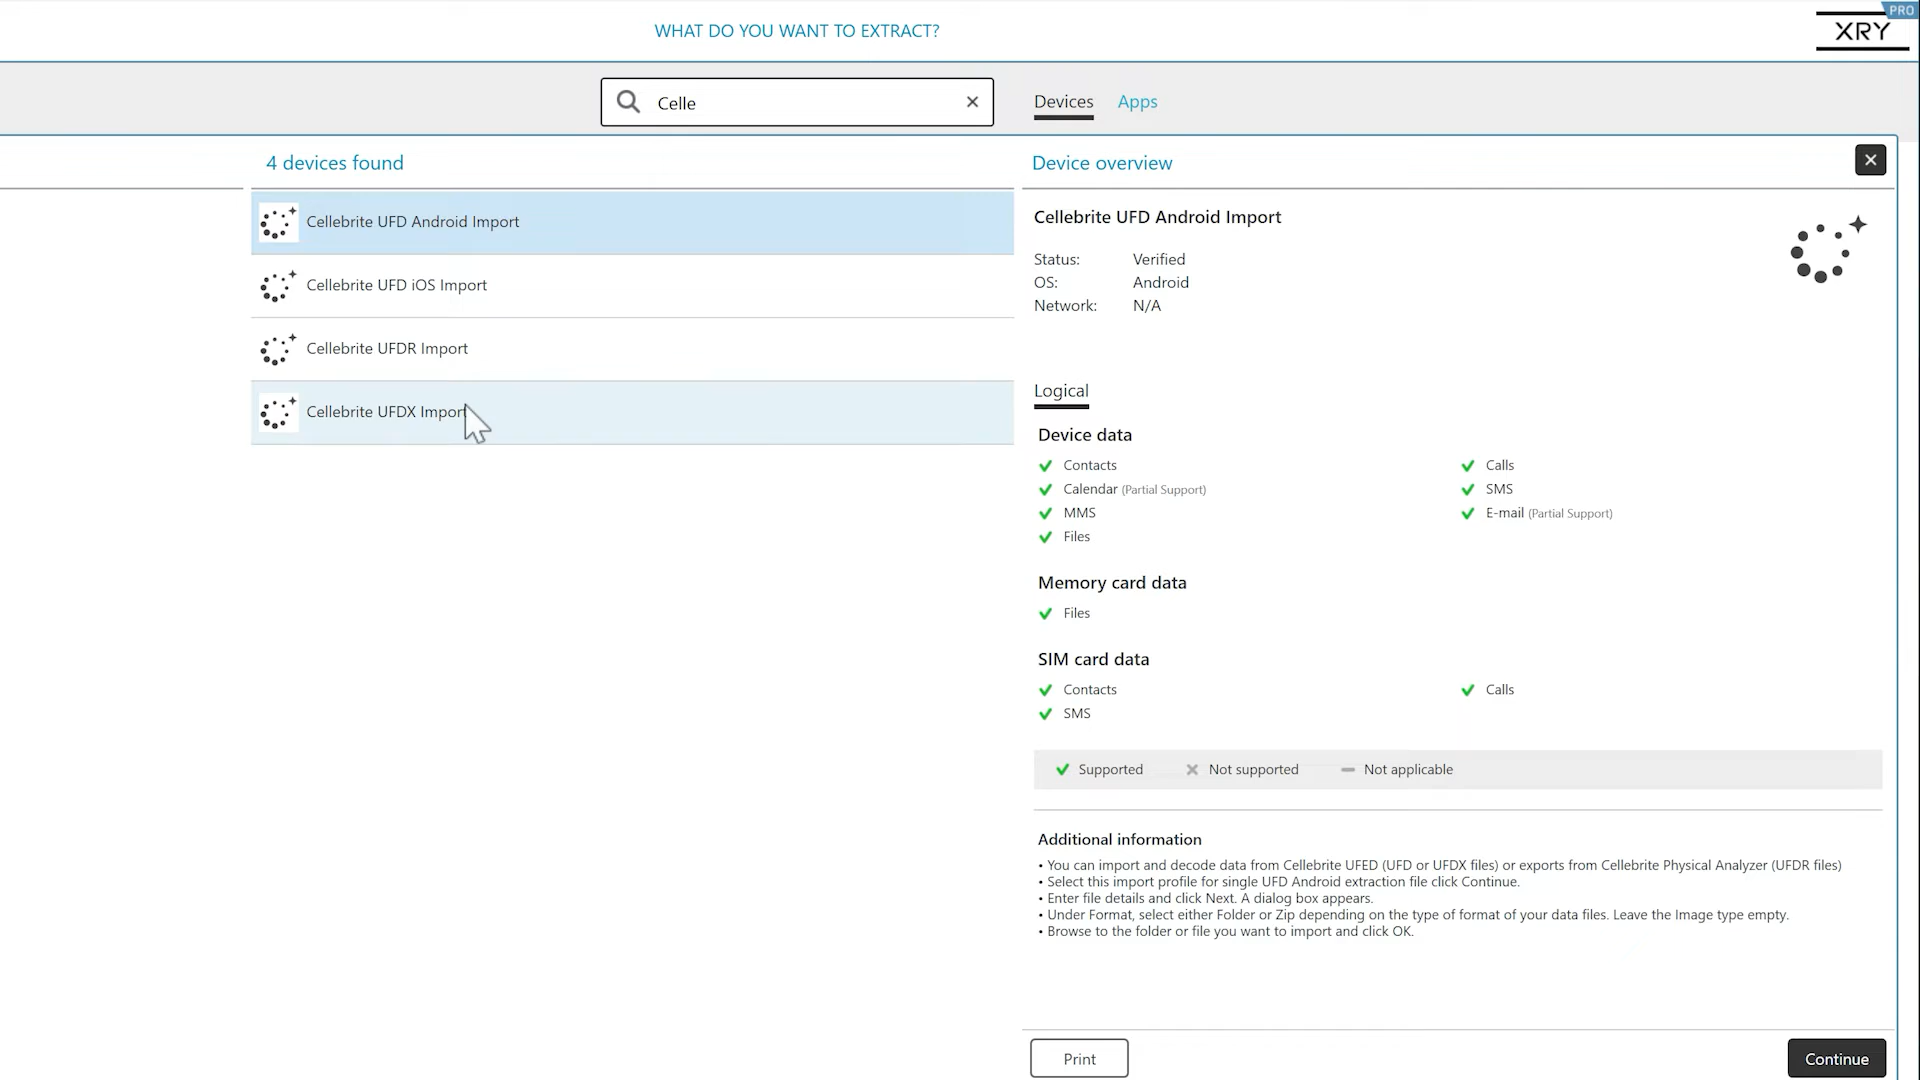 WHAT DO YOU WANT TO EXTRACT?
PRO
XRY
Celle
Devices Apps
4 devices found
Cellebrite UFD Android Import
Cellebrite UFD iOS Import
Cellebrite UFDR Import
Cellebrite UFDX Import
Device overview
Cellebrite UFD Android Import
Status: Verified
OS: Android
Network: N/A
Logical
Device data
Contacts Calls
Calendar (Partial Support) SMS
MMS E-mail (Partial Support)
Files
Memory card data
Files
SIM card data
Contacts Calls
SMS
Supported Not supported Not applicable
Additional information
• You can import and decode data from Cellebrite UFED (UFD or UFDX files) or exports from Cellebrite Physical Analyzer (UFDR files)
• Select this import profile for single UFD Android extraction file click Continue.
• Enter file details and click Next. A dialog box appears.
• Under Format, select either Folder or Zip depending on the type of format of your data files. Leave the Image type empty.
• Browse to the folder or file you want to import and click OK.
Print Continue